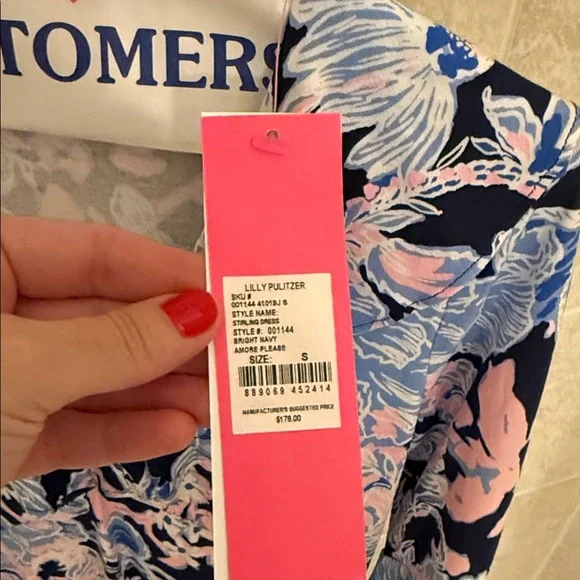 TOMERS
LILLY PULITZER
SKU #
001144 41019J S
STYLE NAME:
STIRLING DRESS
STYLE #: 001144
BRIGHT NAVY
AMORE PLEASE
SIZE: S
889069 452414
MANUFACTURER'S SUGGESTED PRICE
$178.00